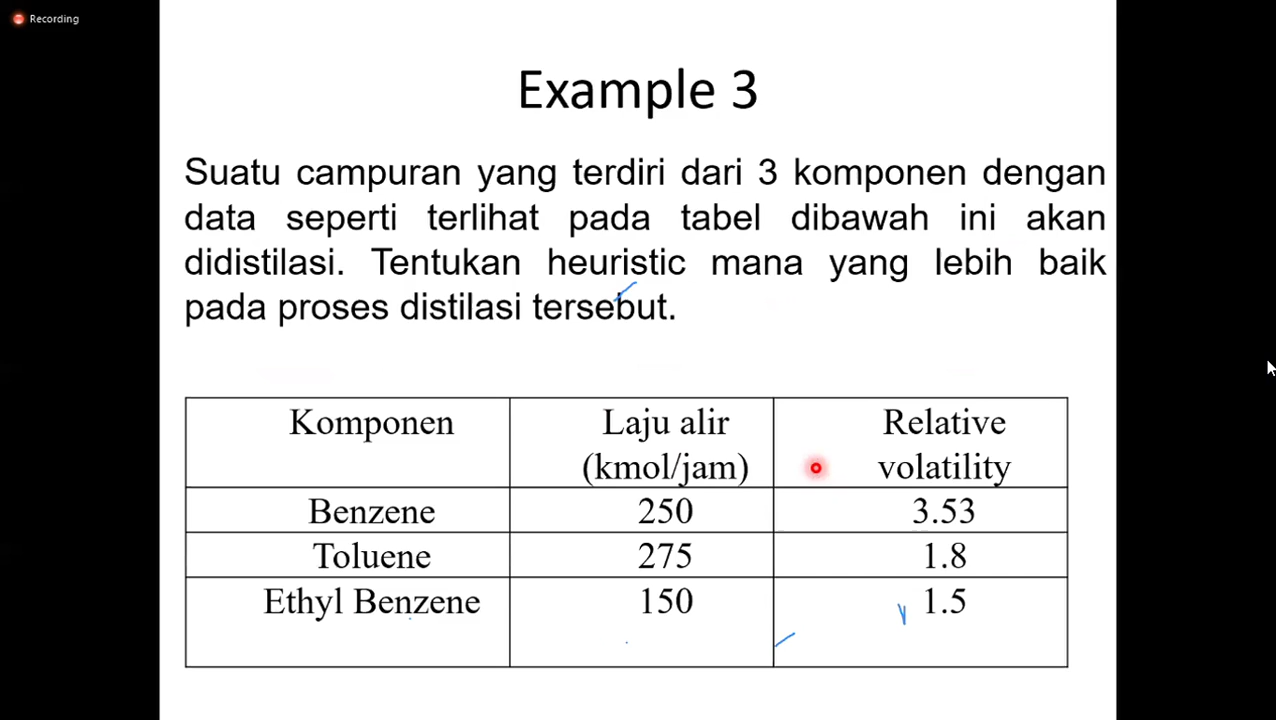 Recording
Example 3
Suatu campuran yang terdiri dari 3 komponen dengan
data seperti terlihat pada tabel dibawah ini akan
didistilasi. Tentukan heuristic mana yang lebih baik
pada proses distilasi tersebut.
Komponen Laju alir (kmol/jam) Relative volatility
Benzene 250 3.53
Toluene 275 1.8
Ethyl Benzene 150 1.5